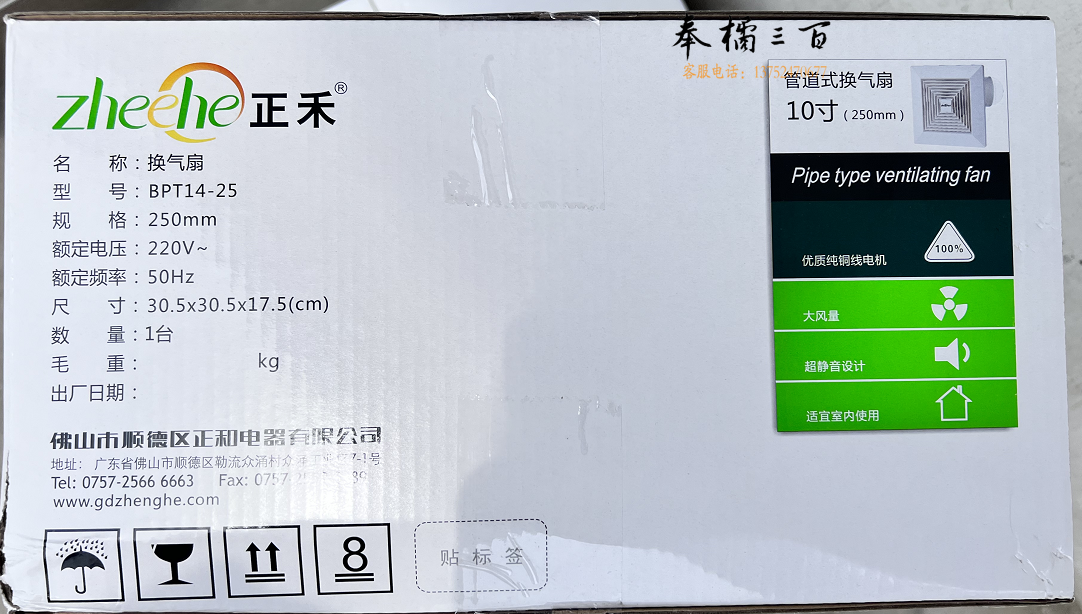 奉橘三百
客服电话：
zheehe正禾®
名 称：换气扇
型 号：BPT14-25
规 格：250mm
额定电压：220V~
额定频率：50Hz
尺 寸：30.5x30.5x17.5(cm)
数 量：1台
毛 重： kg
出厂日期：
佛山市顺德区正和电器有限公司
地址： 广东省佛山市顺德区勒流众涌村众 7-1号
Tel: 0757-2566 6663 Fax: 0757
www.gdzhenghe.com
8
贴标签
管道式换气扇
10寸（250mm）
Pipe type ventilating fan
100%
优质纯铜线电机
大风量
超静音设计
适宜室内使用